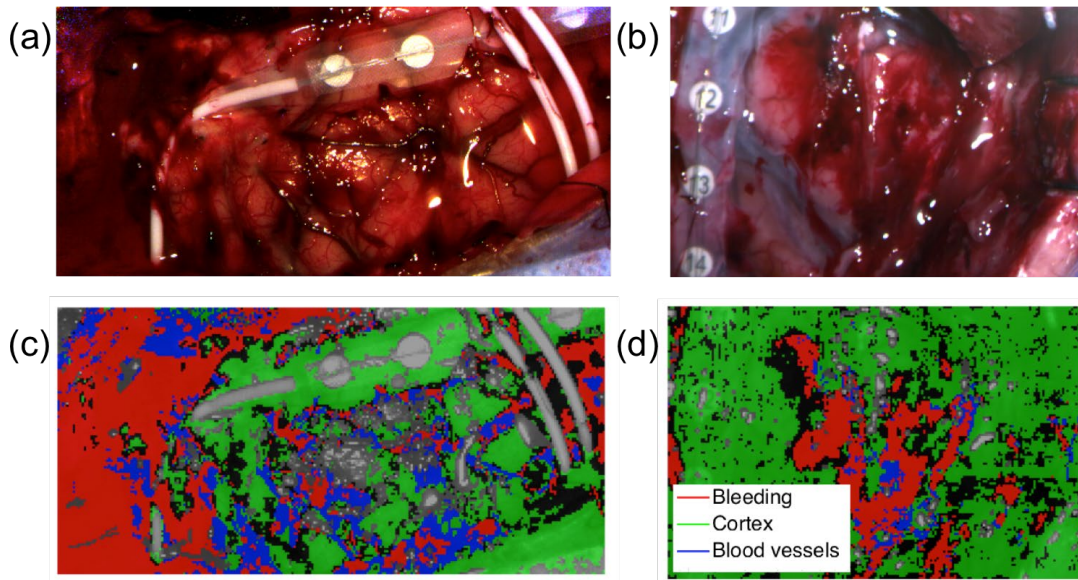 (a)
(b)
11
12
13
14
(c)
(d)
Bleeding
Cortex
Blood vessels